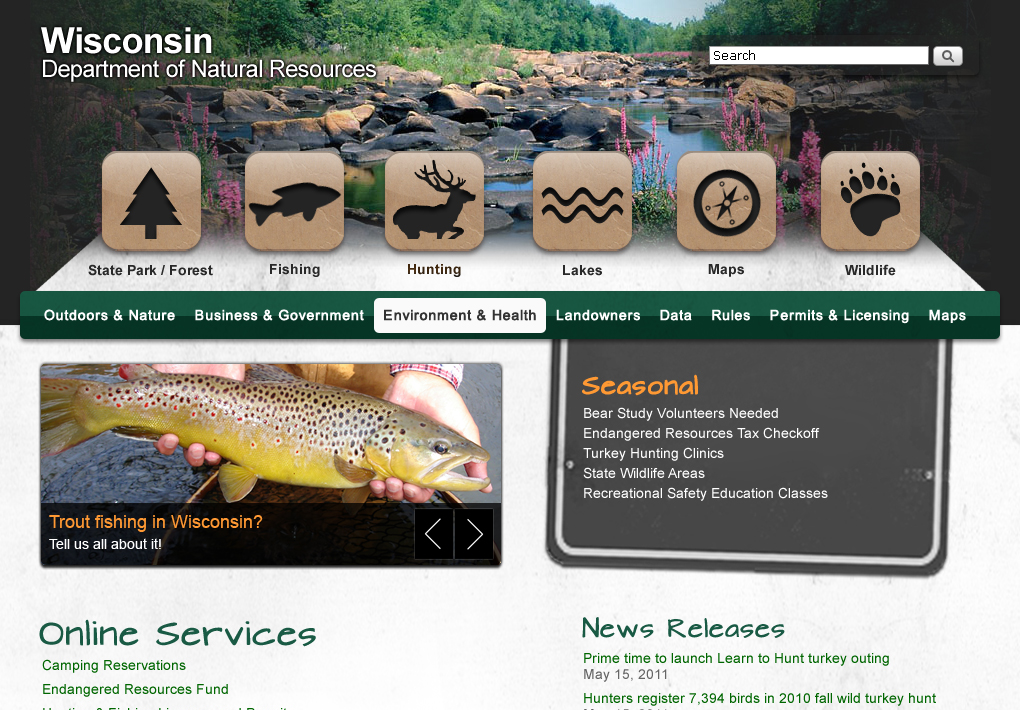 Wisconsin
Department of Natural Resources
Search
State Park / Forest
Fishing
Hunting
Lakes
Maps
Wildlife
Outdoors & Nature
Business & Government
Environment & Health
Landowners
Data
Rules
Permits & Licensing
Maps
Trout fishing in Wisconsin?
Tell us all about it!
Seasonal
Bear Study Volunteers Needed
Endangered Resources Tax Checkoff
Turkey Hunting Clinics
State Wildlife Areas
Recreational Safety Education Classes
Online Services
Camping Reservations
Endangered Resources Fund
News Releases
Prime time to launch Learn to Hunt turkey outing
May 15, 2011
Hunters register 7,394 birds in 2010 fall wild turkey hunt